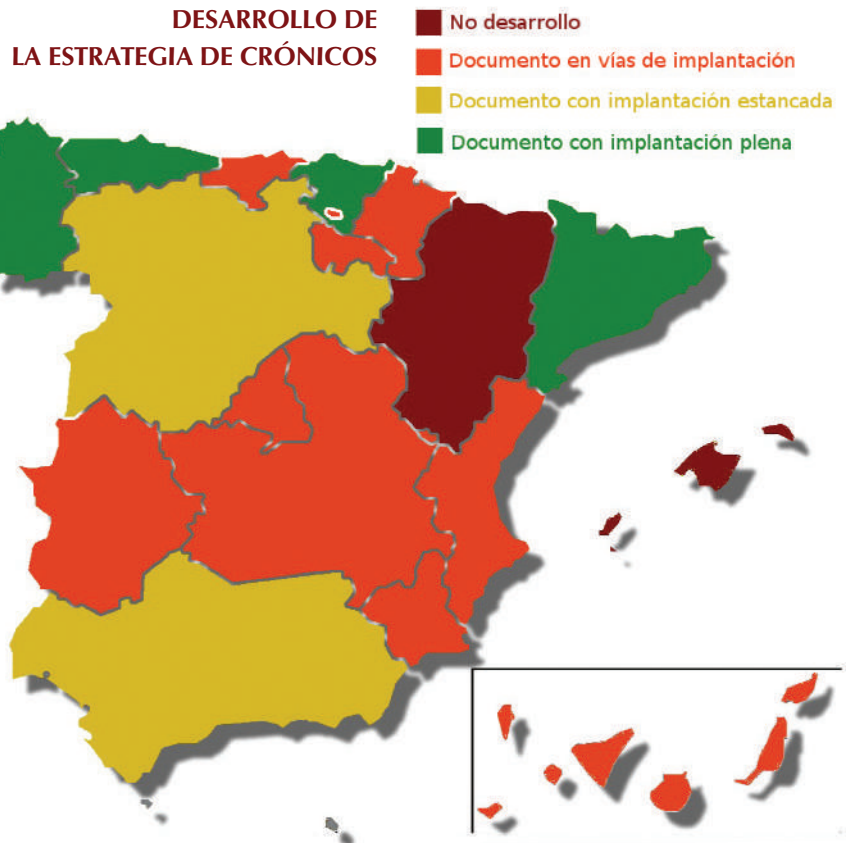 DESARROLLO DE
LA ESTRATEGIA DE CRÓNICOS
No desarrollo
Documento en vías de implantación
Documento con implantación estancada
Documento con implantación plena